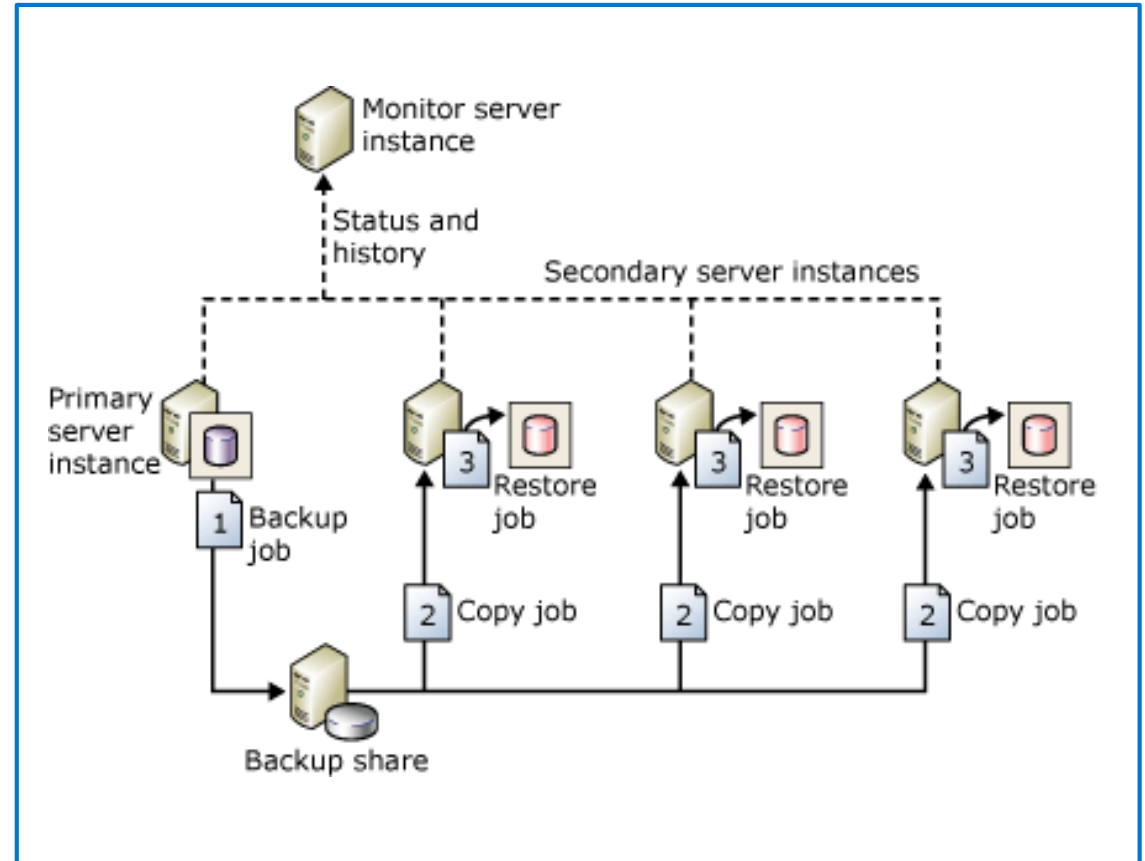 Monitor server
instance
Status and
history
Secondary server instances
Primary
server
instance
1
Backup
job
3
Restore
job
3
Restore
job
3
Restore
job
2
Copy job
2
Copy job
2
Copy job
Backup share